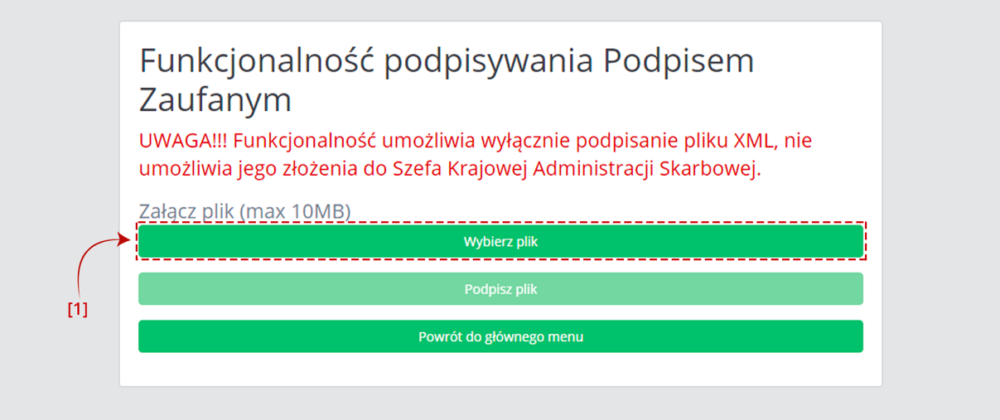 Funkcjonalność podpisywania Podpisem
Zaufanym
UWAGA!!! Funkcjonalność umożliwia wyłącznie podpisanie pliku XML, nie
umożliwia jego złożenia do Szefa Krajowej Administracji Skarbowej.
Załącz plik (max 10MB)
Wybierz plik
[1]
Podpisz plik
Powrót do głównego menu